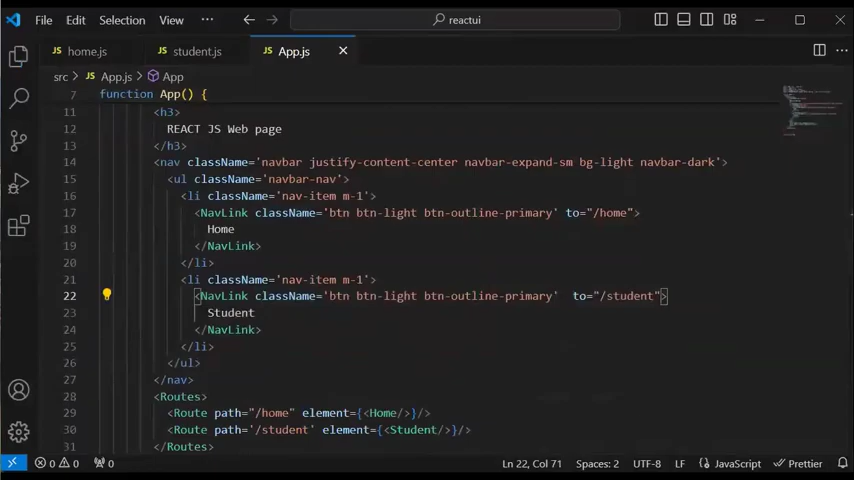 File Edit Selection View ··· reactui
JS home.js JS student.js JS App.js
src > JS App.js > App
7 function App() {
11 <h3>
12 REACT JS Web page
13 </h3>
14 <nav className='navbar justify-content-center navbar-expand-sm bg-light navbar-dark'>
15 <ul className='navbar-nav'>
16 <li className='nav-item m-1'>
17 <NavLink className='btn btn-light btn-outline-primary' to="/home">
18 Home
19 </NavLink>
20 </li>
21 <li className='nav-item m-1'>
22 <NavLink className='btn btn-light btn-outline-primary'  to="/student">
23 Student
24 </NavLink>
25 </li>
26 </ul>
27 </nav>
28 <Routes>
29 <Route path="/home" element={<Home/>}/>
30 <Route path='/student' element={<Student/>}/>
31 </Routes>
0 0 0 Ln 22, Col 71 Spaces: 2 UTF-8 LF JavaScript Prettier